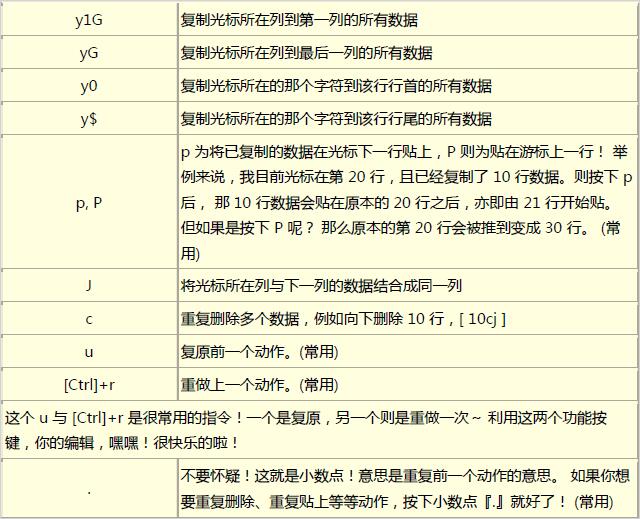 y1G 复制光标所在列到第一列的所有数据
yG 复制光标所在列到最后一列的所有数据
y0 复制光标所在的那个字符到该行行首的所有数据
y$ 复制光标所在的那个字符到该行行尾的所有数据
p, P
p 为将已复制的数据在光标下一行贴上，P 则为贴在游标上一行！ 举
例来说，我目前光标在第 20 行，且已经复制了 10 行数据。则按下 p
后， 那 10 行数据会贴在原本的 20 行之后，亦即由 21 行开始贴。
但如果是按下 P 呢？ 那么原本的第 20 行会被推到变成 30 行。 (常
用)
J 将光标所在列与下一列的数据结合成同一列
c 重复删除多个数据，例如向下删除 10 行，[ 10cj ]
u 复原前一个动作。(常用)
[Ctrl]+r 重做上一个动作。(常用)
这个 u 与 [Ctrl]+r 是很常用的指令！一个是复原，另一个则是重做一次～ 利用这两个功能按
键，你的编辑，嘿嘿！很快乐的啦！
. 不要怀疑！这就是小数点！意思是重复前一个动作的意思。 如果你想
要重复删除、重复贴上等等动作，按下小数点『.』就好了！ (常用)